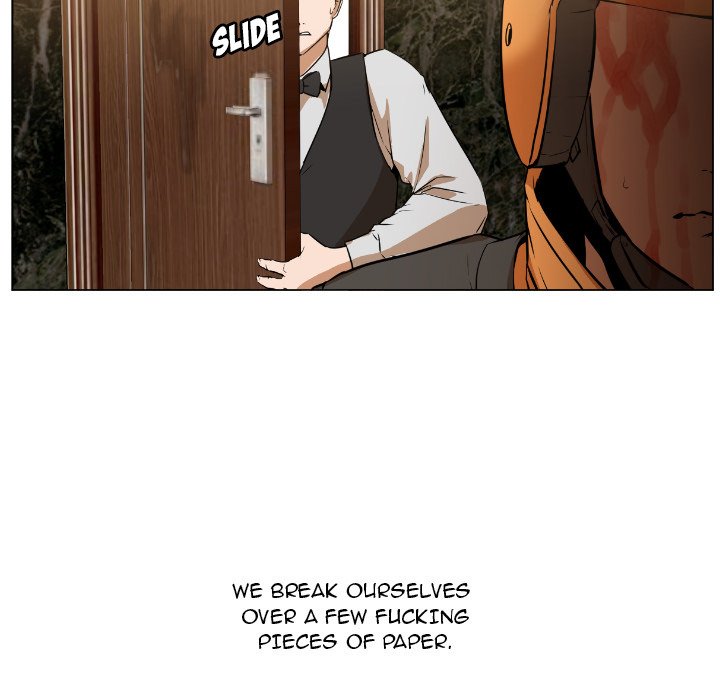 SLIDE
WE BREAK OURSELVES
OVER A FEW FUCKING
PIECES OF PAPER.